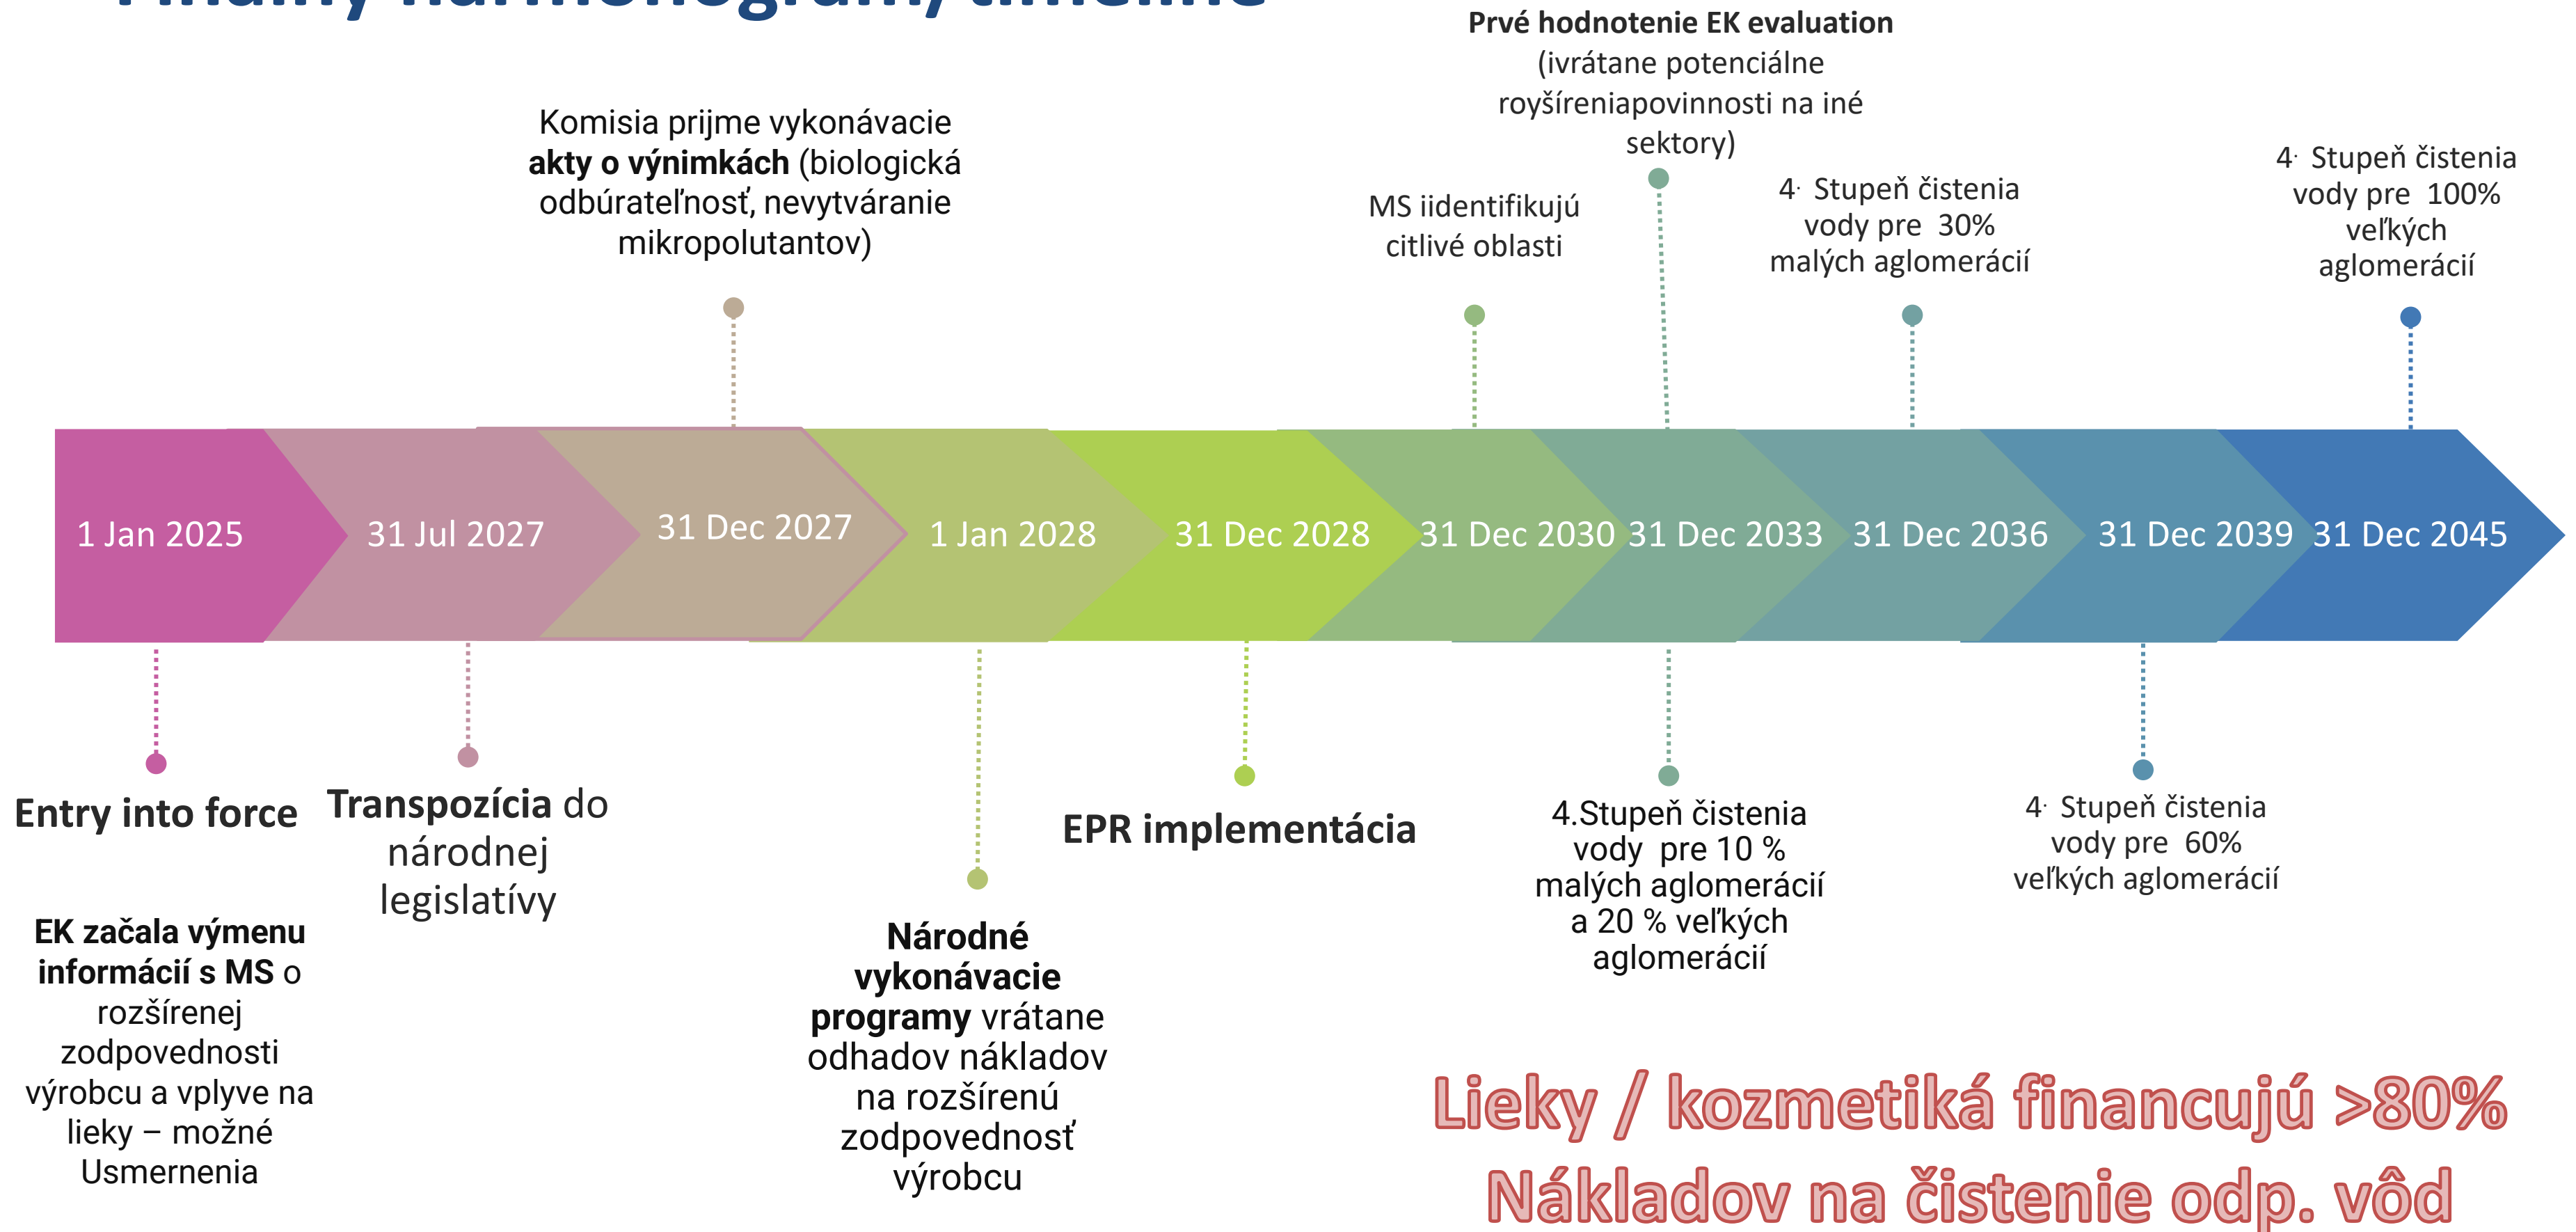 Finálny harmonogram/timeline
Prvé hodnotenie EK evaluation
(ivrátane potenciálne
royšíreniapovinnosti na iné
sektory)
Komisia prijme vykonávacie
akty o výnimkách (biologická
odbúrateľnosť, nevytváranie
mikropolutantov)
MS iidentifikujú
citlivé oblasti
4. Stupeň čistenia
vody pre 30%
malých aglomerácií
4. Stupeň čistenia
vody pre 100%
veľkých
aglomerácií
1 Jan 2025
31 Jul 2027
31 Dec 2027
1 Jan 2028
31 Dec 2028
31 Dec 2030
31 Dec 2033
31 Dec 2036
31 Dec 2039
31 Dec 2045
Entry into force
EK začala výmenu
informácií s MS o
rozšírenej
zodpovednosti
výrobcu a vplyve na
lieky – možné
Usmernenia
Transpozícia do
národnej
legislatívy
Národné
vykonávacie
programy vrátane
odhadov nákladov
na rozšírenú
zodpovednosť
výrobcu
EPR implementácia
4.Stupeň čistenia
vody pre 10 %
malých aglomerácií
a 20 % veľkých
aglomerácií
4. Stupeň čistenia
vody pre 60%
veľkých aglomerácií
Lieky / kozmetiká financujú >80%
Nákladov na čistenie odp. vôd